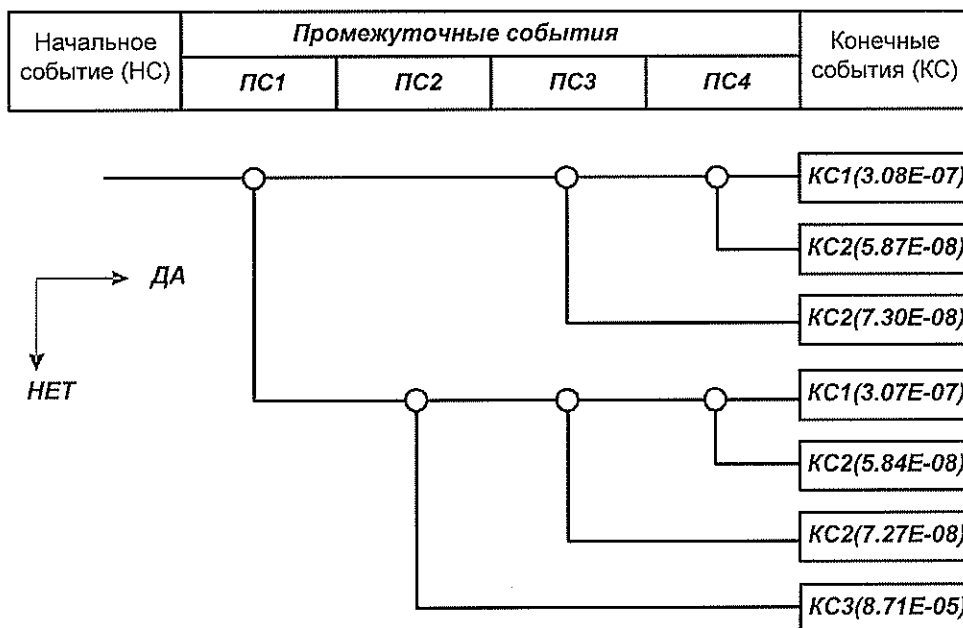 Начальное
событие (НС)
Промежуточные события
ПС1 ПС2 ПС3 ПС4
Конечные
события (КС)
КС1(3.08E-07)
КС2(5.87E-08)
ДА
КС2(7.30E-08)
НЕТ
КС1(3.07E-07)
КС2(5.84E-08)
КС2(7.27E-08)
КС3(8.71E-05)